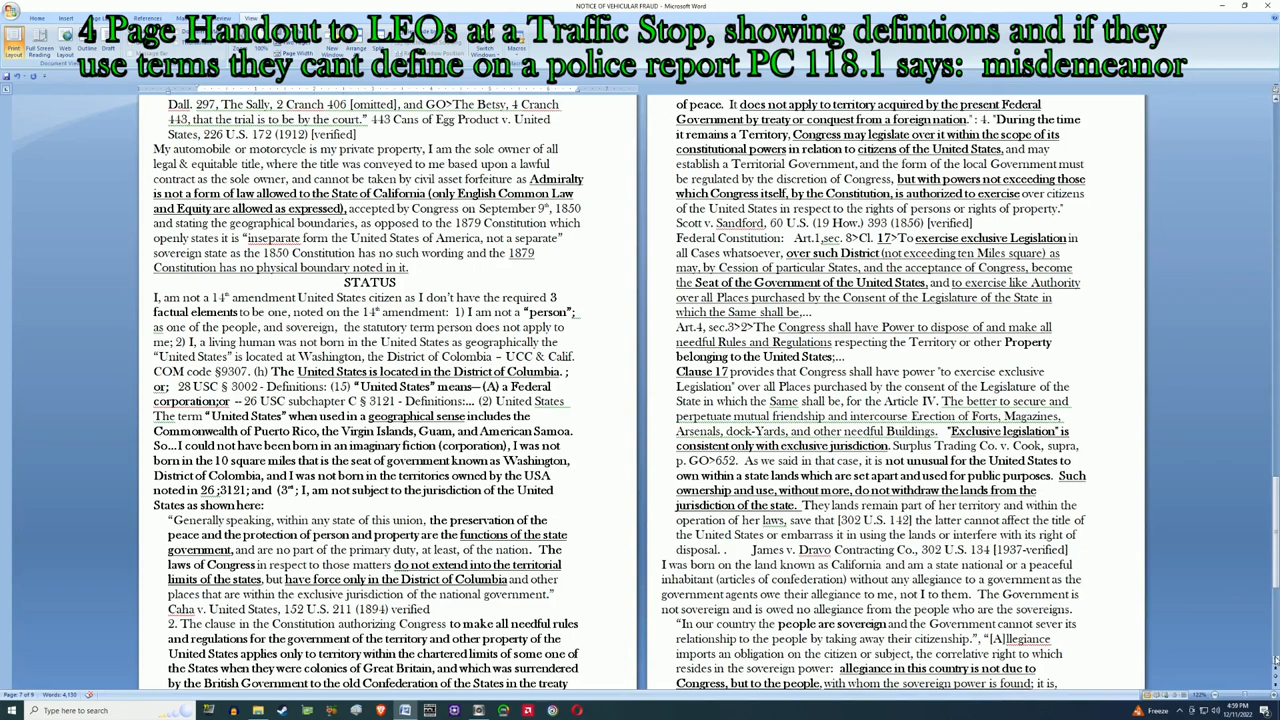 NOTICE OF VEHICULAR FRAUD - Microsoft Word
Home
Insert
References
View
4 Page Handout to LEOs at a Traffic Stop, showing defintions and if they
use terms they cant define on a police report PC 118.1 says: misdemeanor
Print Layout
Full Screen Reading
Web Layout
Outline
Draft
Zoom
100%
Page Width
New Window
Arrange All
Split
Switch Windows
Macros
Document Views
Dall. 297, The Sally, 2 Cranch 406 [omitted], and GO>The Betsy, 4 Cranch
443, that the trial is to be by the court.” 443 Cans of Egg Product v. United
States, 226 U.S. 172 (1912) [verified]
My automobile or motorcycle is my private property, I am the sole owner of all
legal & equitable title, where the title was conveyed to me based upon a lawful
contract as the sole owner, and cannot be taken by civil asset forfeiture as Admiralty
is not a form of law allowed to the State of California (only English Common Law
and Equity are allowed as expressed), accepted by Congress on September 9th, 1850
and stating the geographical boundaries, as opposed to the 1879 Constitution which
openly states it is “inseparate form the United States of America, not a separate”
sovereign state as the 1850 Constitution has no such wording and the 1879
Constitution has no physical boundary noted in it.
STATUS
I, am not a 14th amendment United States citizen as I don’t have the required 3
factual elements to be one, noted on the 14th amendment: 1) I am not a “person”;
as one of the people, and sovereign, the statutory term person does not apply to
me; 2) I, a living human was not born in the United States as geographically the
“United States” is located at Washington, the District of Colombia – UCC & Calif.
COM code §9307. (h) The United States is located in the District of Columbia. ;
or; 28 USC § 3002 - Definitions: (15) “United States” means— (A) a Federal
corporation;or -- 26 USC subchapter C § 3121 - Definitions:... (2) United States
The term “ United States” when used in a geographical sense includes the
Commonwealth of Puerto Rico, the Virgin Islands, Guam, and American Samoa.
So...I could not have been born in an imaginary fiction (corporation), I was not
born in the 10 square miles that is the seat of government known as Washington,
District of Colombia, and I was not born in the territories owned by the USA
noted in 26 ;3121; and (3rd ; I, am not subject to the jurisdiction of the United
States as shown here:
“Generally speaking, within any state of this union, the preservation of the
peace and the protection of person and property are the functions of the state
government, and are no part of the primary duty, at least, of the nation. The
laws of Congress in respect to those matters do not extend into the territorial
limits of the states, but have force only in the District of Columbia and other
places that are within the exclusive jurisdiction of the national government.”
Caha v. United States, 152 U.S. 211 (1894) verified
2. The clause in the Constitution authorizing Congress to make all needful rules
and regulations for the government of the territory and other property of the
United States applies only to territory within the chartered limits of some one of
the States when they were colonies of Great Britain, and which was surrendered
by the British Government to the old Confederation of the States in the treaty
of peace. It does not apply to territory acquired by the present Federal
Government by treaty or conquest from a foreign nation." : 4. "During the time
it remains a Territory, Congress may legislate over it within the scope of its
constitutional powers in relation to citizens of the United States, and may
establish a Territorial Government, and the form of the local Government must
be regulated by the discretion of Congress, but with powers not exceeding those
which Congress itself, by the Constitution, is authorized to exercise over citizens
of the United States in respect to the rights of persons or rights of property."
Scott v. Sandford, 60 U.S. (19 How.) 393 (1856) [verified]
Federal Constitution: Art.1,sec. 8>Cl. 17>To exercise exclusive Legislation in
all Cases whatsoever, over such District (not exceeding ten Miles square) as
may, by Cession of particular States, and the acceptance of Congress, become
the Seat of the Government of the United States, and to exercise like Authority
over all Places purchased by the Consent of the Legislature of the State in
which the Same shall be,...
Art.4, sec.3>2>The Congress shall have Power to dispose of and make all
needful Rules and Regulations respecting the Territory or other Property
belonging to the United States;...
Clause 17 provides that Congress shall have power "to exercise exclusive
Legislation" over all Places purchased by the consent of the Legislature of the
State in which the Same shall be, for the Article IV. The better to secure and
perpetuate mutual friendship and intercourse Erection of Forts, Magazines,
Arsenals, dock-Yards, and other needful Buildings. "Exclusive legislation" is
consistent only with exclusive jurisdiction. Surplus Trading Co. v. Cook, supra,
p. GO>652. As we said in that case, it is not unusual for the United States to
own within a state lands which are set apart and used for public purposes. Such
ownership and use, without more, do not withdraw the lands from the
jurisdiction of the state. They lands remain part of her territory and within the
operation of her laws, save that [302 U.S. 142] the latter cannot affect the title of
the United States or embarrass it in using the lands or interfere with its right of
disposal. . James v. Dravo Contracting Co., 302 U.S. 134 [1937-verified]
I was born on the land known as California and am a state national or a peaceful
inhabitant (articles of confederation) without any allegiance to a government as the
government agents owe their allegiance to me, not I to them. The Government is
not sovereign and is owed no allegiance from the people who are the sovereigns.
“In our country the people are sovereign and the Government cannot sever its
relationship to the people by taking away their citizenship.”, “[A]llegiance
imports an obligation on the citizen or subject, the correlative right to which
resides in the sovereign power: allegiance in this country is not due to
Congress, but to the people, with whom the sovereign power is found; it is,
Page: 7 of 9
Words: 4,130
122%
Type here to search
Freeze
4:59 PM
12/11/2022